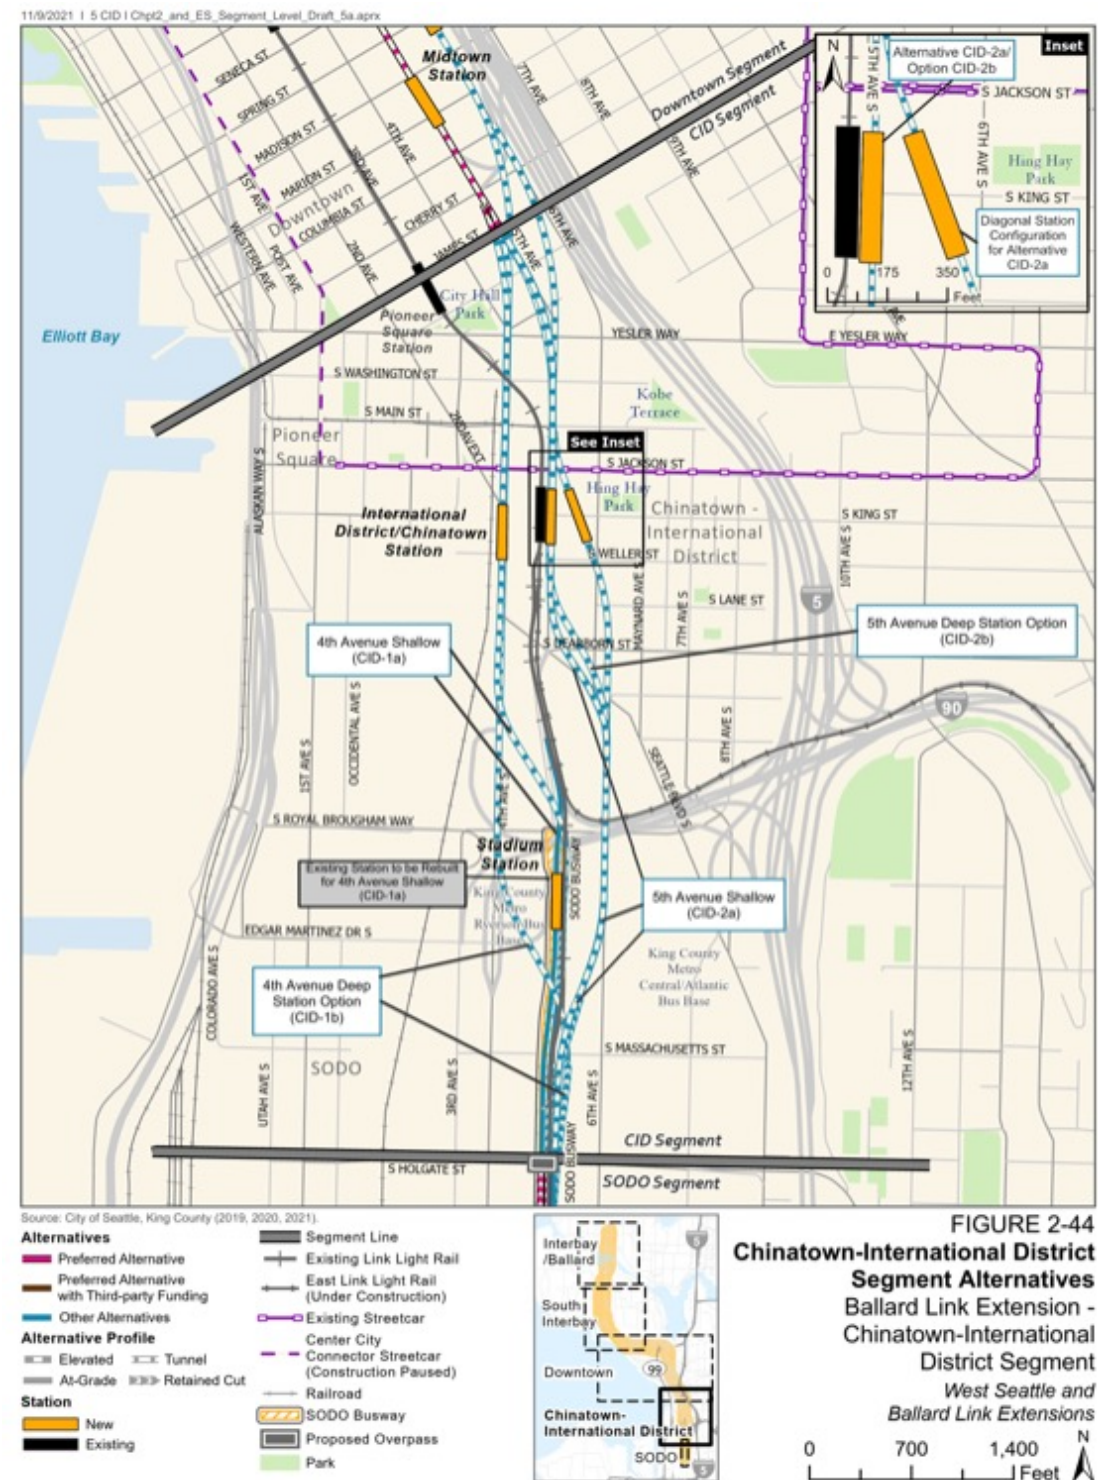 11/9/2021 | 5 CID | Chpt2_and_ES_Segment_Level_Draft_5a.aprx
Midtown
Station
SENECA ST
SPRING ST
MADISON ST
MARION ST
COLUMBIA ST
CHERRY ST
JAMES ST
Downtown
1ST AVE
WESTERN AVE
POST AVE
2ND AVE
3RD AVE
4TH AVE
5TH AVE
6TH AVE
7TH AVE
8TH AVE
9TH AVE
Downtown Segment
CID Segment
Inset
N
5TH AVE S
Alternative CID-2a/
Option CID-2b
S JACKSON ST
6TH AVE S
Hing Hay
Park
S KING ST
Diagonal Station
Configuration
for Alternative
CID-2a
0 175 350
Feet
AVE
Elliott Bay
City Hall
Park
Pioneer
Square
Station
YESLER WAY
E YESLER WAY
S WASHINGTON ST
S MAIN ST
2ND AVE EXT
Kobe
Terrace
Pioneer
Square
See Inset
S JACKSON ST
ALASKAN WAY S
International
District/Chinatown
Station
Hing Hay
Park
Chinatown -
International
District
S KING ST
S WELLER ST
10TH AVE S
MAYNARD AVE S
7TH AVE S
S LANE ST
5
S DEARBORN ST
4th Avenue Shallow
(CID-1a)
5th Avenue Deep Station Option
(CID-2b)
OCCIDENTAL AVE S
1ST AVE S
4TH AVE S
8TH AVE S
90
SEATTLE BLVD S
S ROYAL BROUGHAM WAY
Stadium
Station
SODO BUSWAY
Existing Station to be Rebuilt
for 4th Avenue Shallow
(CID-1a)
King County
Metro
Ryerson Bus
Base
5th Avenue Shallow
(CID-2a)
EDGAR MARTINEZ DR S
COLORADO AVE S
King County
Metro
Central/Atlantic
Bus Base
4th Avenue Deep
Station Option
(CID-1b)
S MASSACHUSETTS ST
SODO
UTAH AVE S
3RD AVE S
6TH AVE S
12TH AVE S
CID Segment
S HOLGATE ST
SODO BUSWAY
SODO Segment
Source: City of Seattle, King County (2019, 2020, 2021).
Alternatives
Preferred Alternative
Preferred Alternative
with Third-party Funding
Other Alternatives
Alternative Profile
Elevated
Tunnel
At-Grade
Retained Cut
Station
New
Existing
Segment Line
Existing Link Light Rail
East Link Light Rail
(Under Construction)
Existing Streetcar
Center City
Connector Streetcar
(Construction Paused)
Railroad
SODO Busway
Proposed Overpass
Park
Interbay
/Ballard
5
South
Interbay
Downtown
99
Chinatown-
International District
SODO
5
FIGURE 2-44
Chinatown-International District
Segment Alternatives
Ballard Link Extension -
Chinatown-International
District Segment
West Seattle and
Ballard Link Extensions
0 700 1,400
Feet
N